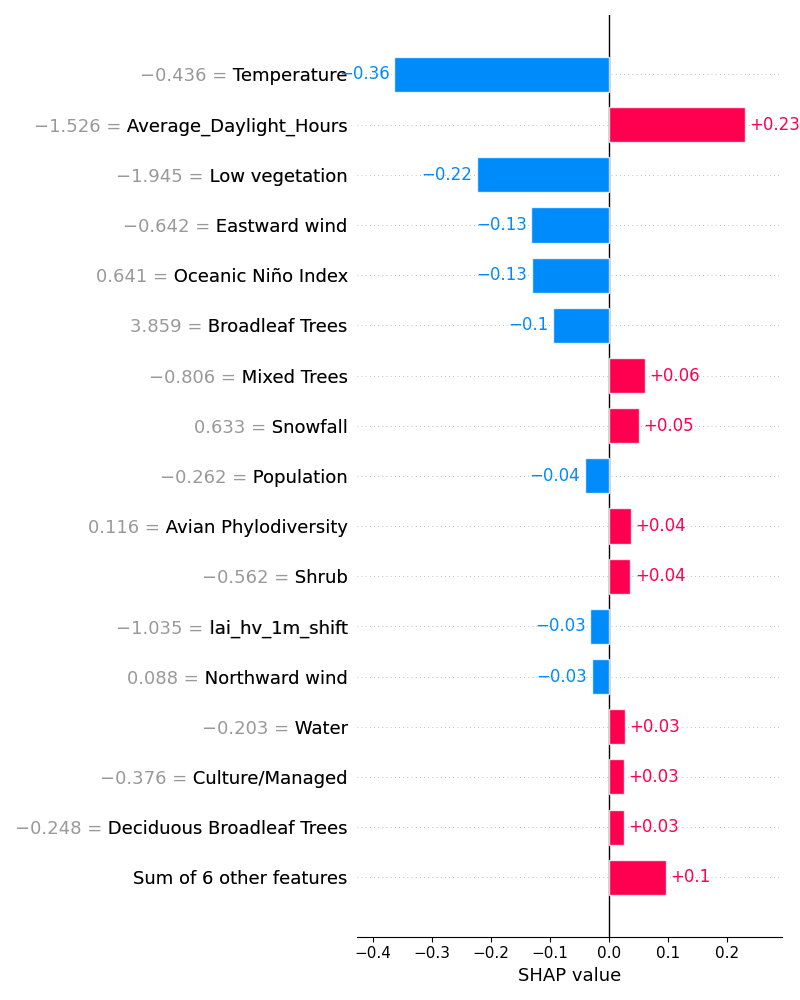 −0.436 = Temperature −0.36
−1.526 = Average_Daylight_Hours +0.23
−1.945 = Low vegetation −0.22
−0.642 = Eastward wind −0.13
0.641 = Oceanic Niño Index −0.13
3.859 = Broadleaf Trees −0.1
−0.806 = Mixed Trees +0.06
0.633 = Snowfall +0.05
−0.262 = Population −0.04
0.116 = Avian Phylodiversity +0.04
−0.562 = Shrub +0.04
−1.035 = lai_hv_1m_shift −0.03
0.088 = Northward wind −0.03
−0.203 = Water +0.03
−0.376 = Culture/Managed +0.03
−0.248 = Deciduous Broadleaf Trees +0.03
Sum of 6 other features +0.1
−0.4 −0.3 −0.2 −0.1 0.0 0.1 0.2
SHAP value